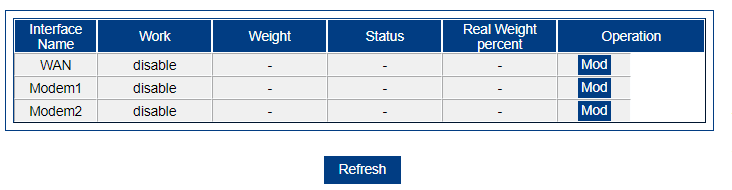 Interface Name Work Weight Status Real Weight percent Operation
WAN disable - - - Mod
Modem1 disable - - - Mod
Modem2 disable - - - Mod
Refresh